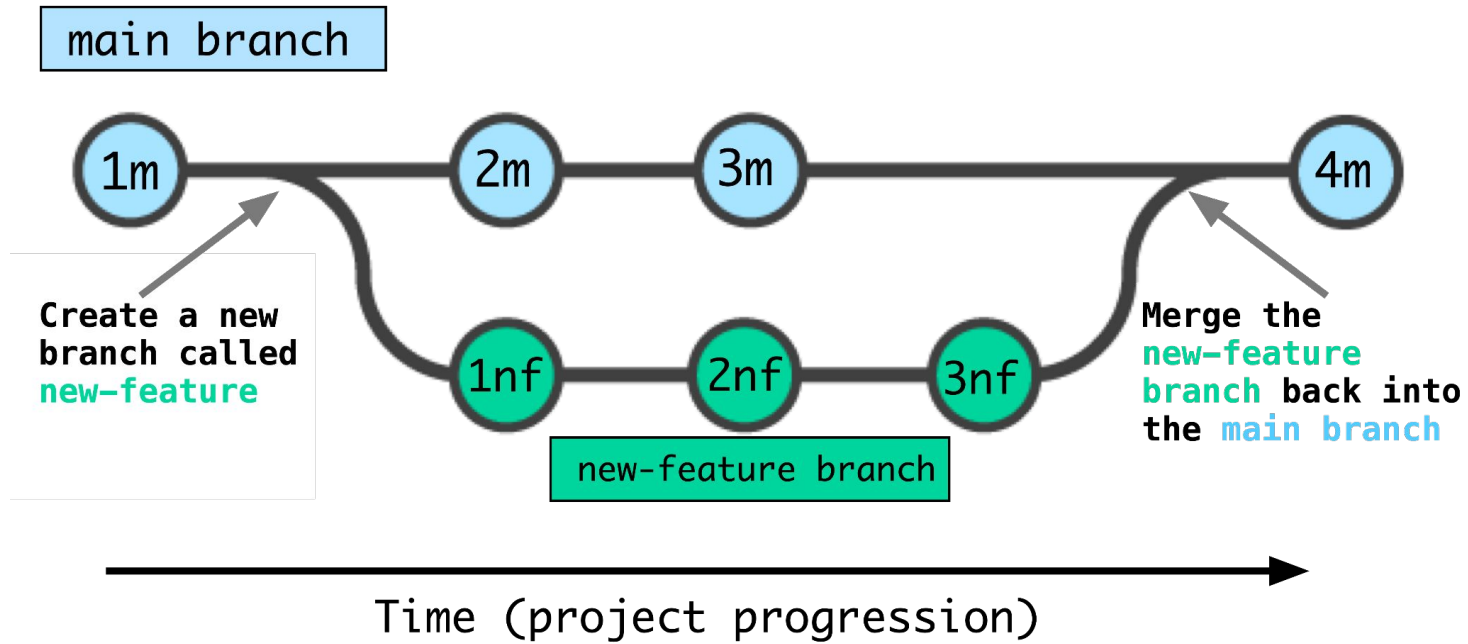 main branch
1m
2m
3m
4m
Create a new
branch called
new-feature
1nf
2nf
3nf
Merge the
new-feature
branch back into
the main branch
new-feature branch
Time (project progression)